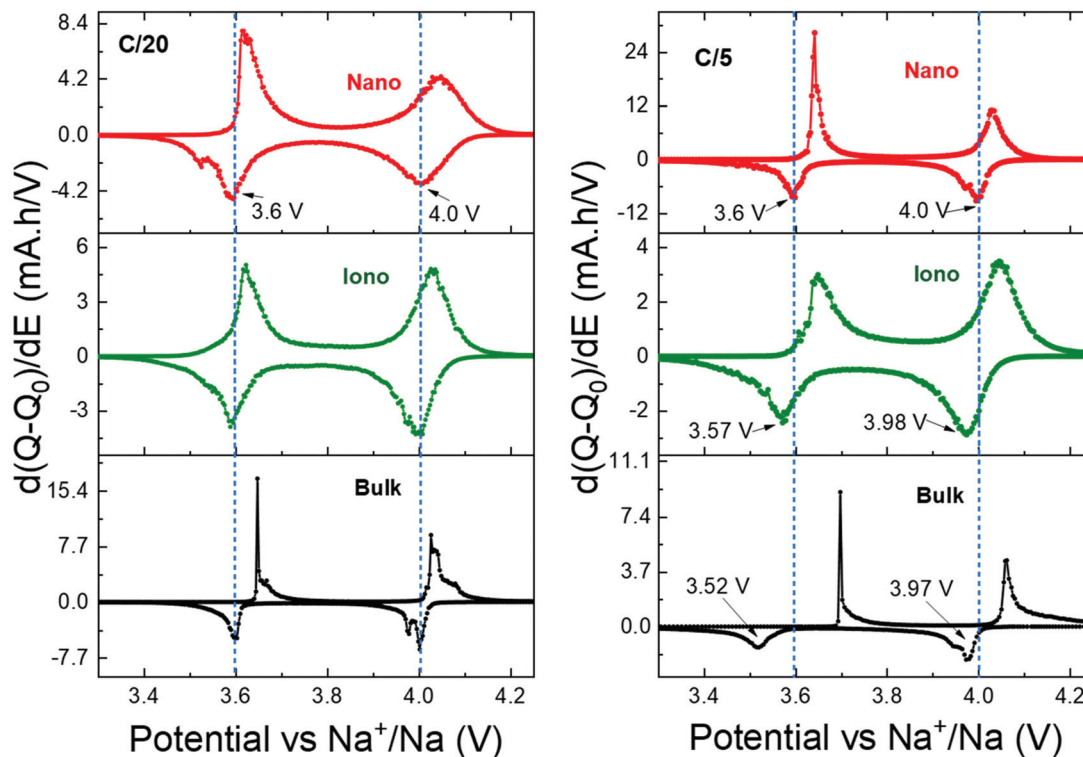 C/20
Nano
8.4
4.2
0.0
-4.2
3.6 V
4.0 V
Iono
6
3
0
-3
Bulk
15.4
7.7
0.0
-7.7
3.4 3.6 3.8 4.0 4.2
Potential vs Na⁺/Na (V)
d(Q-Q₀)/dE (mA.h/V)
C/5
Nano
24
12
0
-12
3.6 V
4.0 V
Iono
4
2
0
-2
3.57 V
3.98 V
Bulk
11.1
7.4
3.7
0.0
3.52 V
3.97 V
3.4 3.6 3.8 4.0 4.2
Potential vs Na⁺/Na (V)
d(Q-Q₀)/dE (mA.h/V)